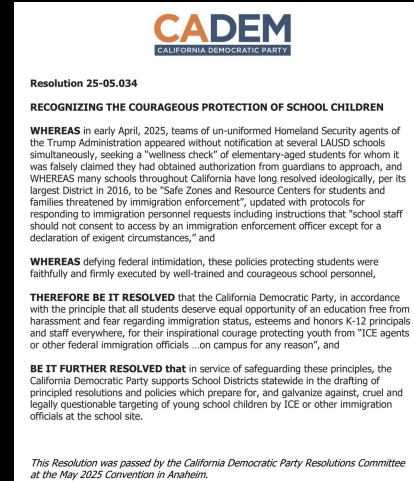 CADEM
CALIFORNIA DEMOCRATIC PARTY
Resolution 25-05.034
RECOGNIZING THE COURAGEOUS PROTECTION OF SCHOOL CHILDREN
WHEREAS in early April, 2025, teams of un-uniformed Homeland Security agents of
the Trump Administration appeared without notification at several LAUSD schools
simultaneously, seeking a "wellness check" of elementary-aged students for whom it
was falsely claimed they had obtained authorization from guardians to approach, and
WHEREAS many schools throughout California have long resolved ideologically, per its
largest District in 2016, to be "Safe Zones and Resource Centers for students and
families threatened by immigration enforcement", updated with protocols for
responding to immigration personnel requests including instructions that "school staff
should not consent to access by an immigration enforcement officer except for a
declaration of exigent circumstances," and
WHEREAS defying federal intimidation, these policies protecting students were
faithfully and firmly executed by well-trained and courageous school personnel,
THEREFORE BE IT RESOLVED that the California Democratic Party, in accordance
with the principle that all students deserve equal opportunity of an education free from
harassment and fear regarding immigration status, esteems and honors K-12 principals
and staff everywhere, for their inspirational courage protecting youth from "ICE agents
or other federal immigration officials ...on campus for any reason", and
BE IT FURTHER RESOLVED that in service of safeguarding these principles, the
California Democratic Party supports School Districts statewide in the drafting of
principled resolutions and policies which prepare for, and galvanize against, cruel and
legally questionable targeting of young school children by ICE or other immigration
officials at the school site.
This Resolution was passed by the California Democratic Party Resolutions Committee
at the May 2025 Convention in Anaheim.